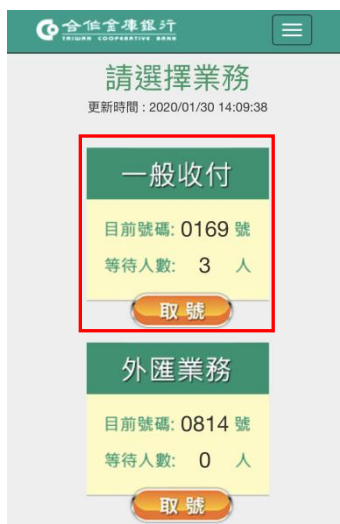 合作金庫銀行
TAIWAN COOPERATIVE BANK
請選擇業務
更新時間 : 2020/01/30 14:09:38
一般收付
目前號碼: 0169 號
等待人數: 3 人
取號
外匯業務
目前號碼: 0814 號
等待人數: 0 人
取號